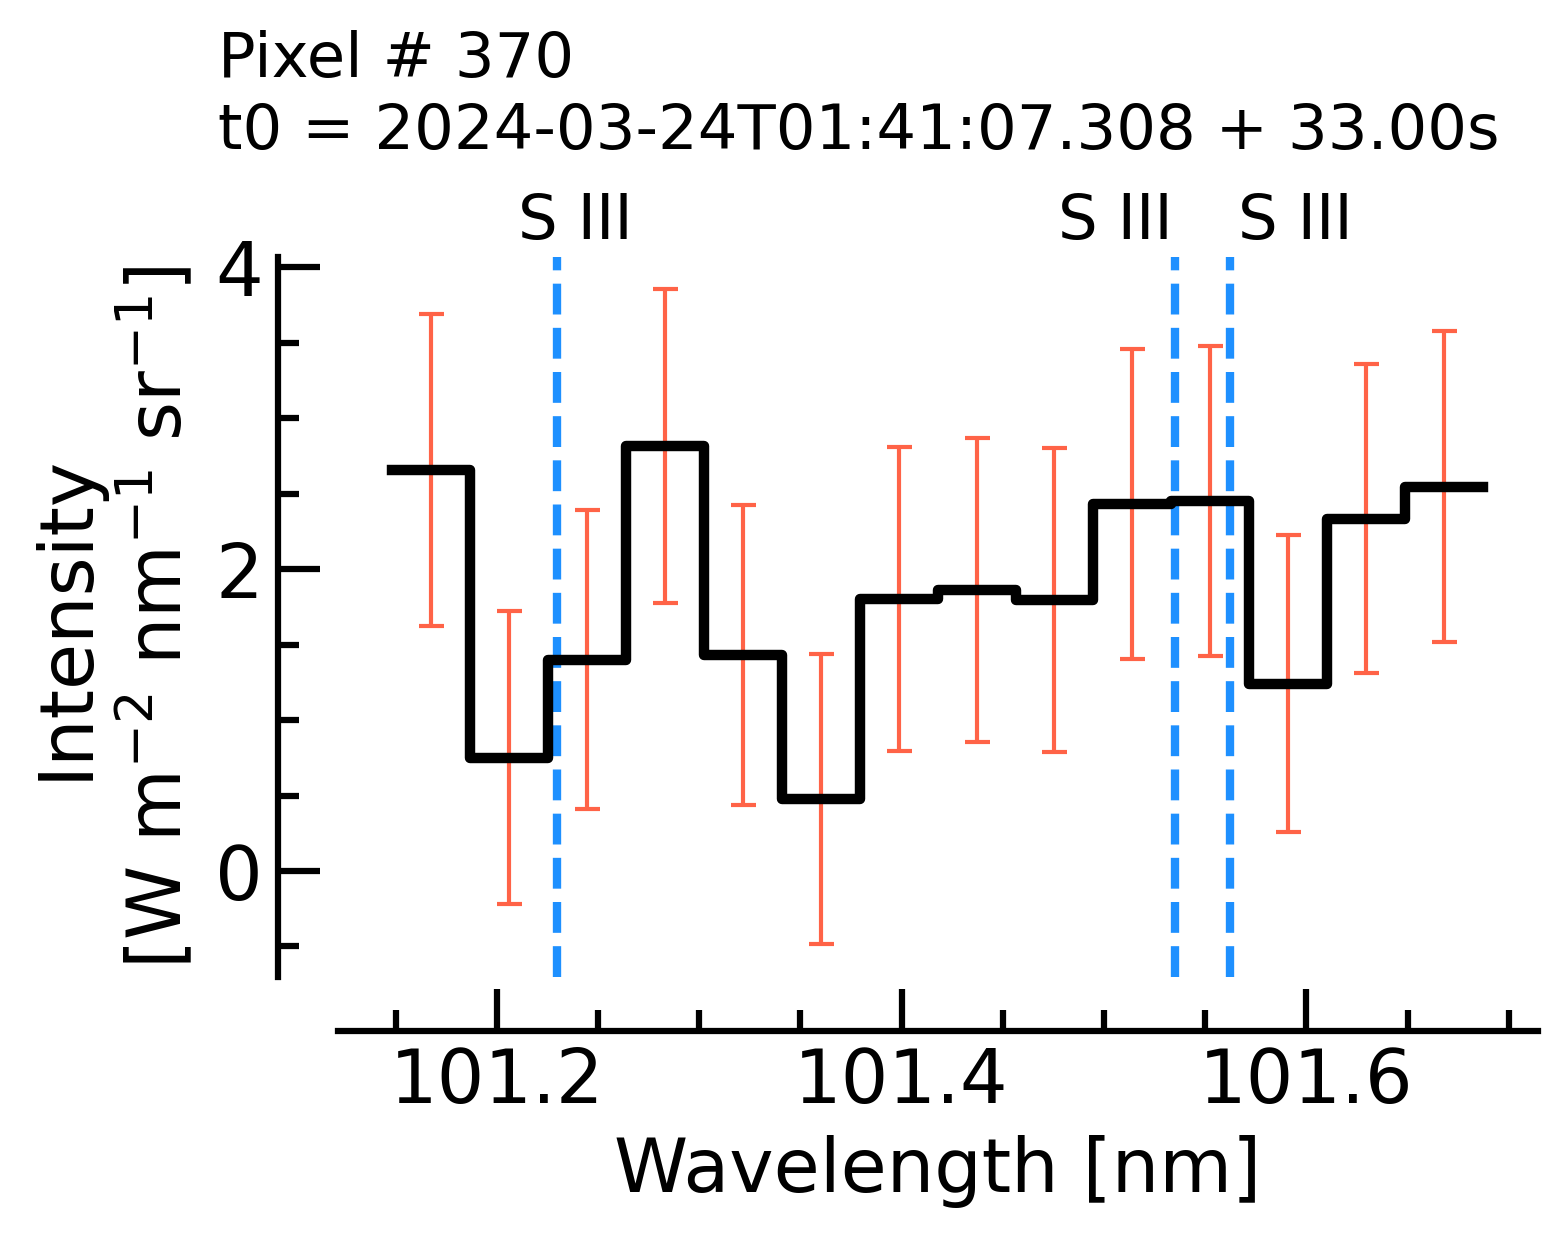 Pixel # 370
t0 = 2024-03-24T01:41:07.308 + 33.00s
S III S III S III
4
2
0
Intensity
[W m⁻² nm⁻¹ sr⁻¹]
101.2 101.4 101.6
Wavelength [nm]